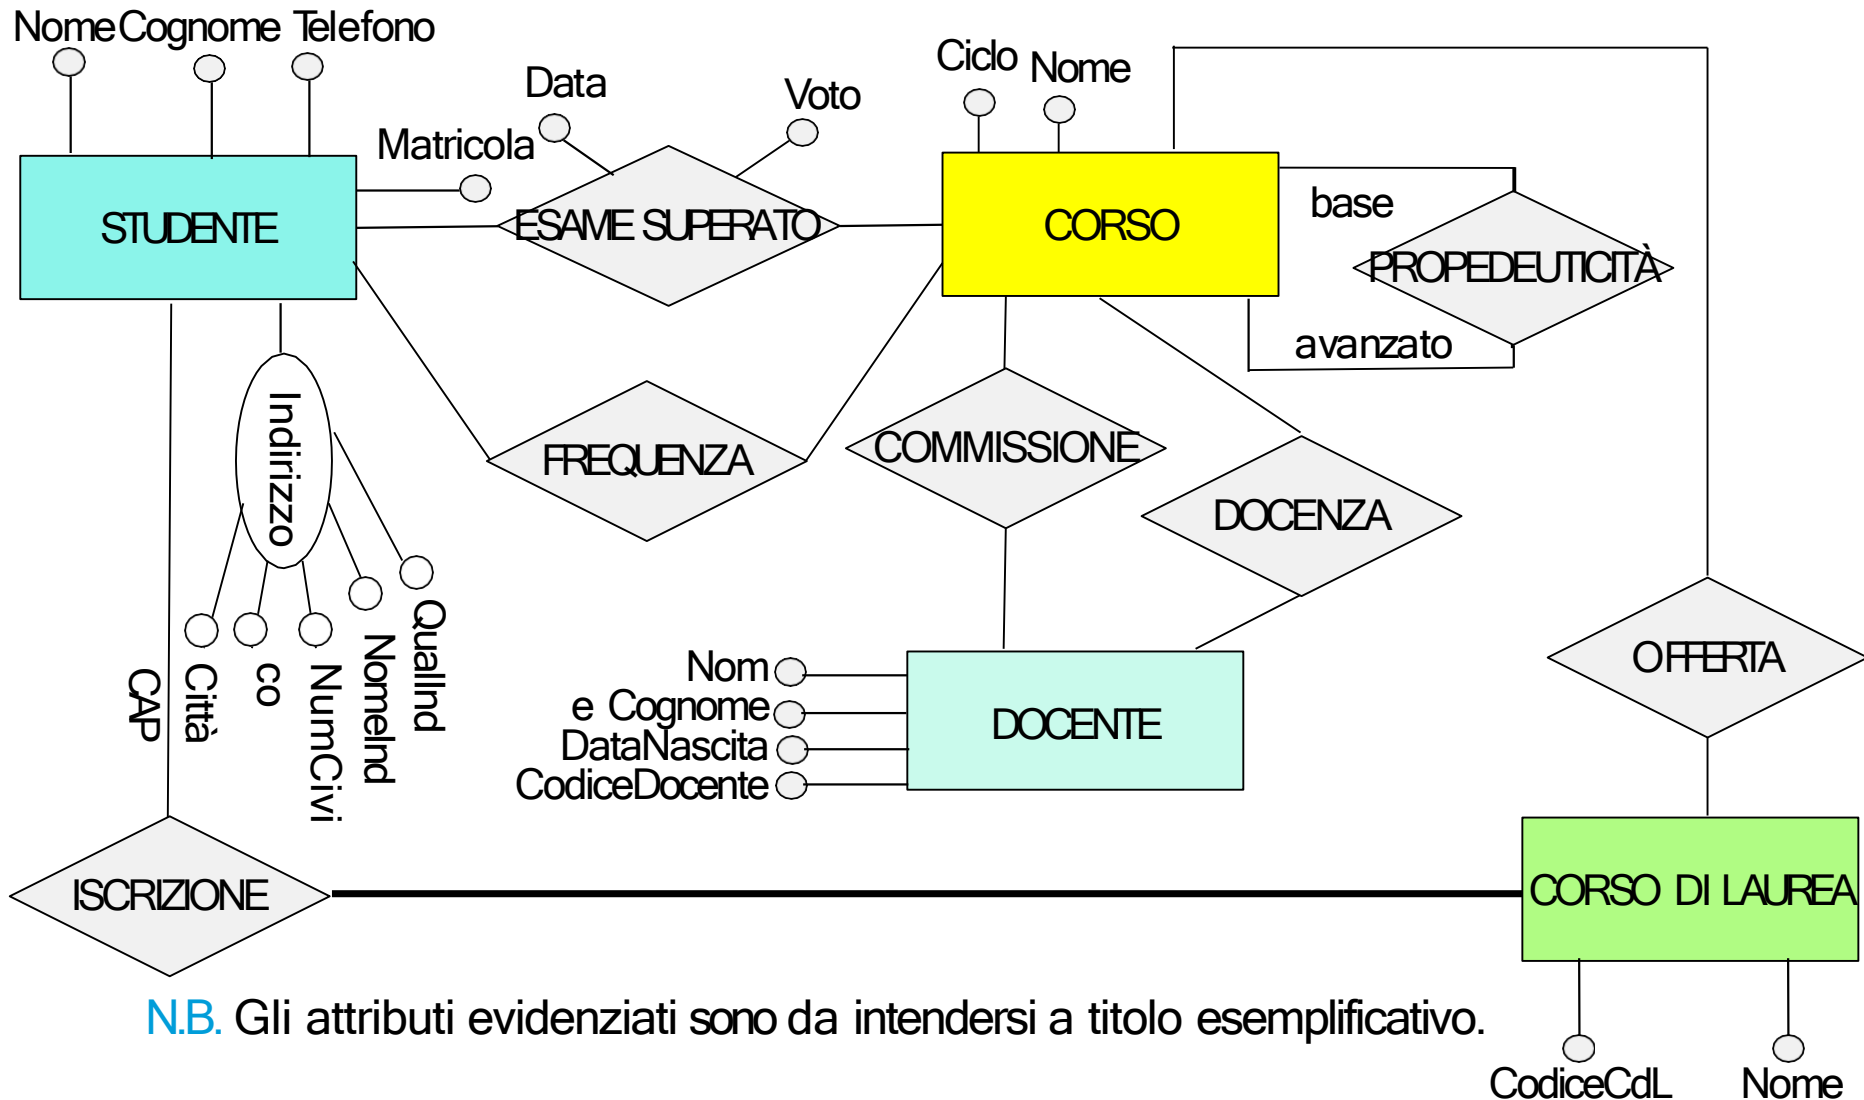 Nome Cognome Telefono
Ciclo
Nome
Data
Voto
Matricola
STUDENTE
ESAME SUPERATO
CORSO
base
PROPEDEUTICITÀ
avanzato
Indirizzo
FREQUENZA
COMMISSIONE
DOCENZA
CAP
Città
co
NumCivi
NomeInd
QualInd
Nom
e Cognome
DataNascita
CodiceDocente
DOCENTE
OFFERTA
ISCRIZIONE
CORSO DI LAUREA
N.B. Gli attributi evidenziati sono da intendersi a titolo esemplificativo.
CodiceCdL
Nome